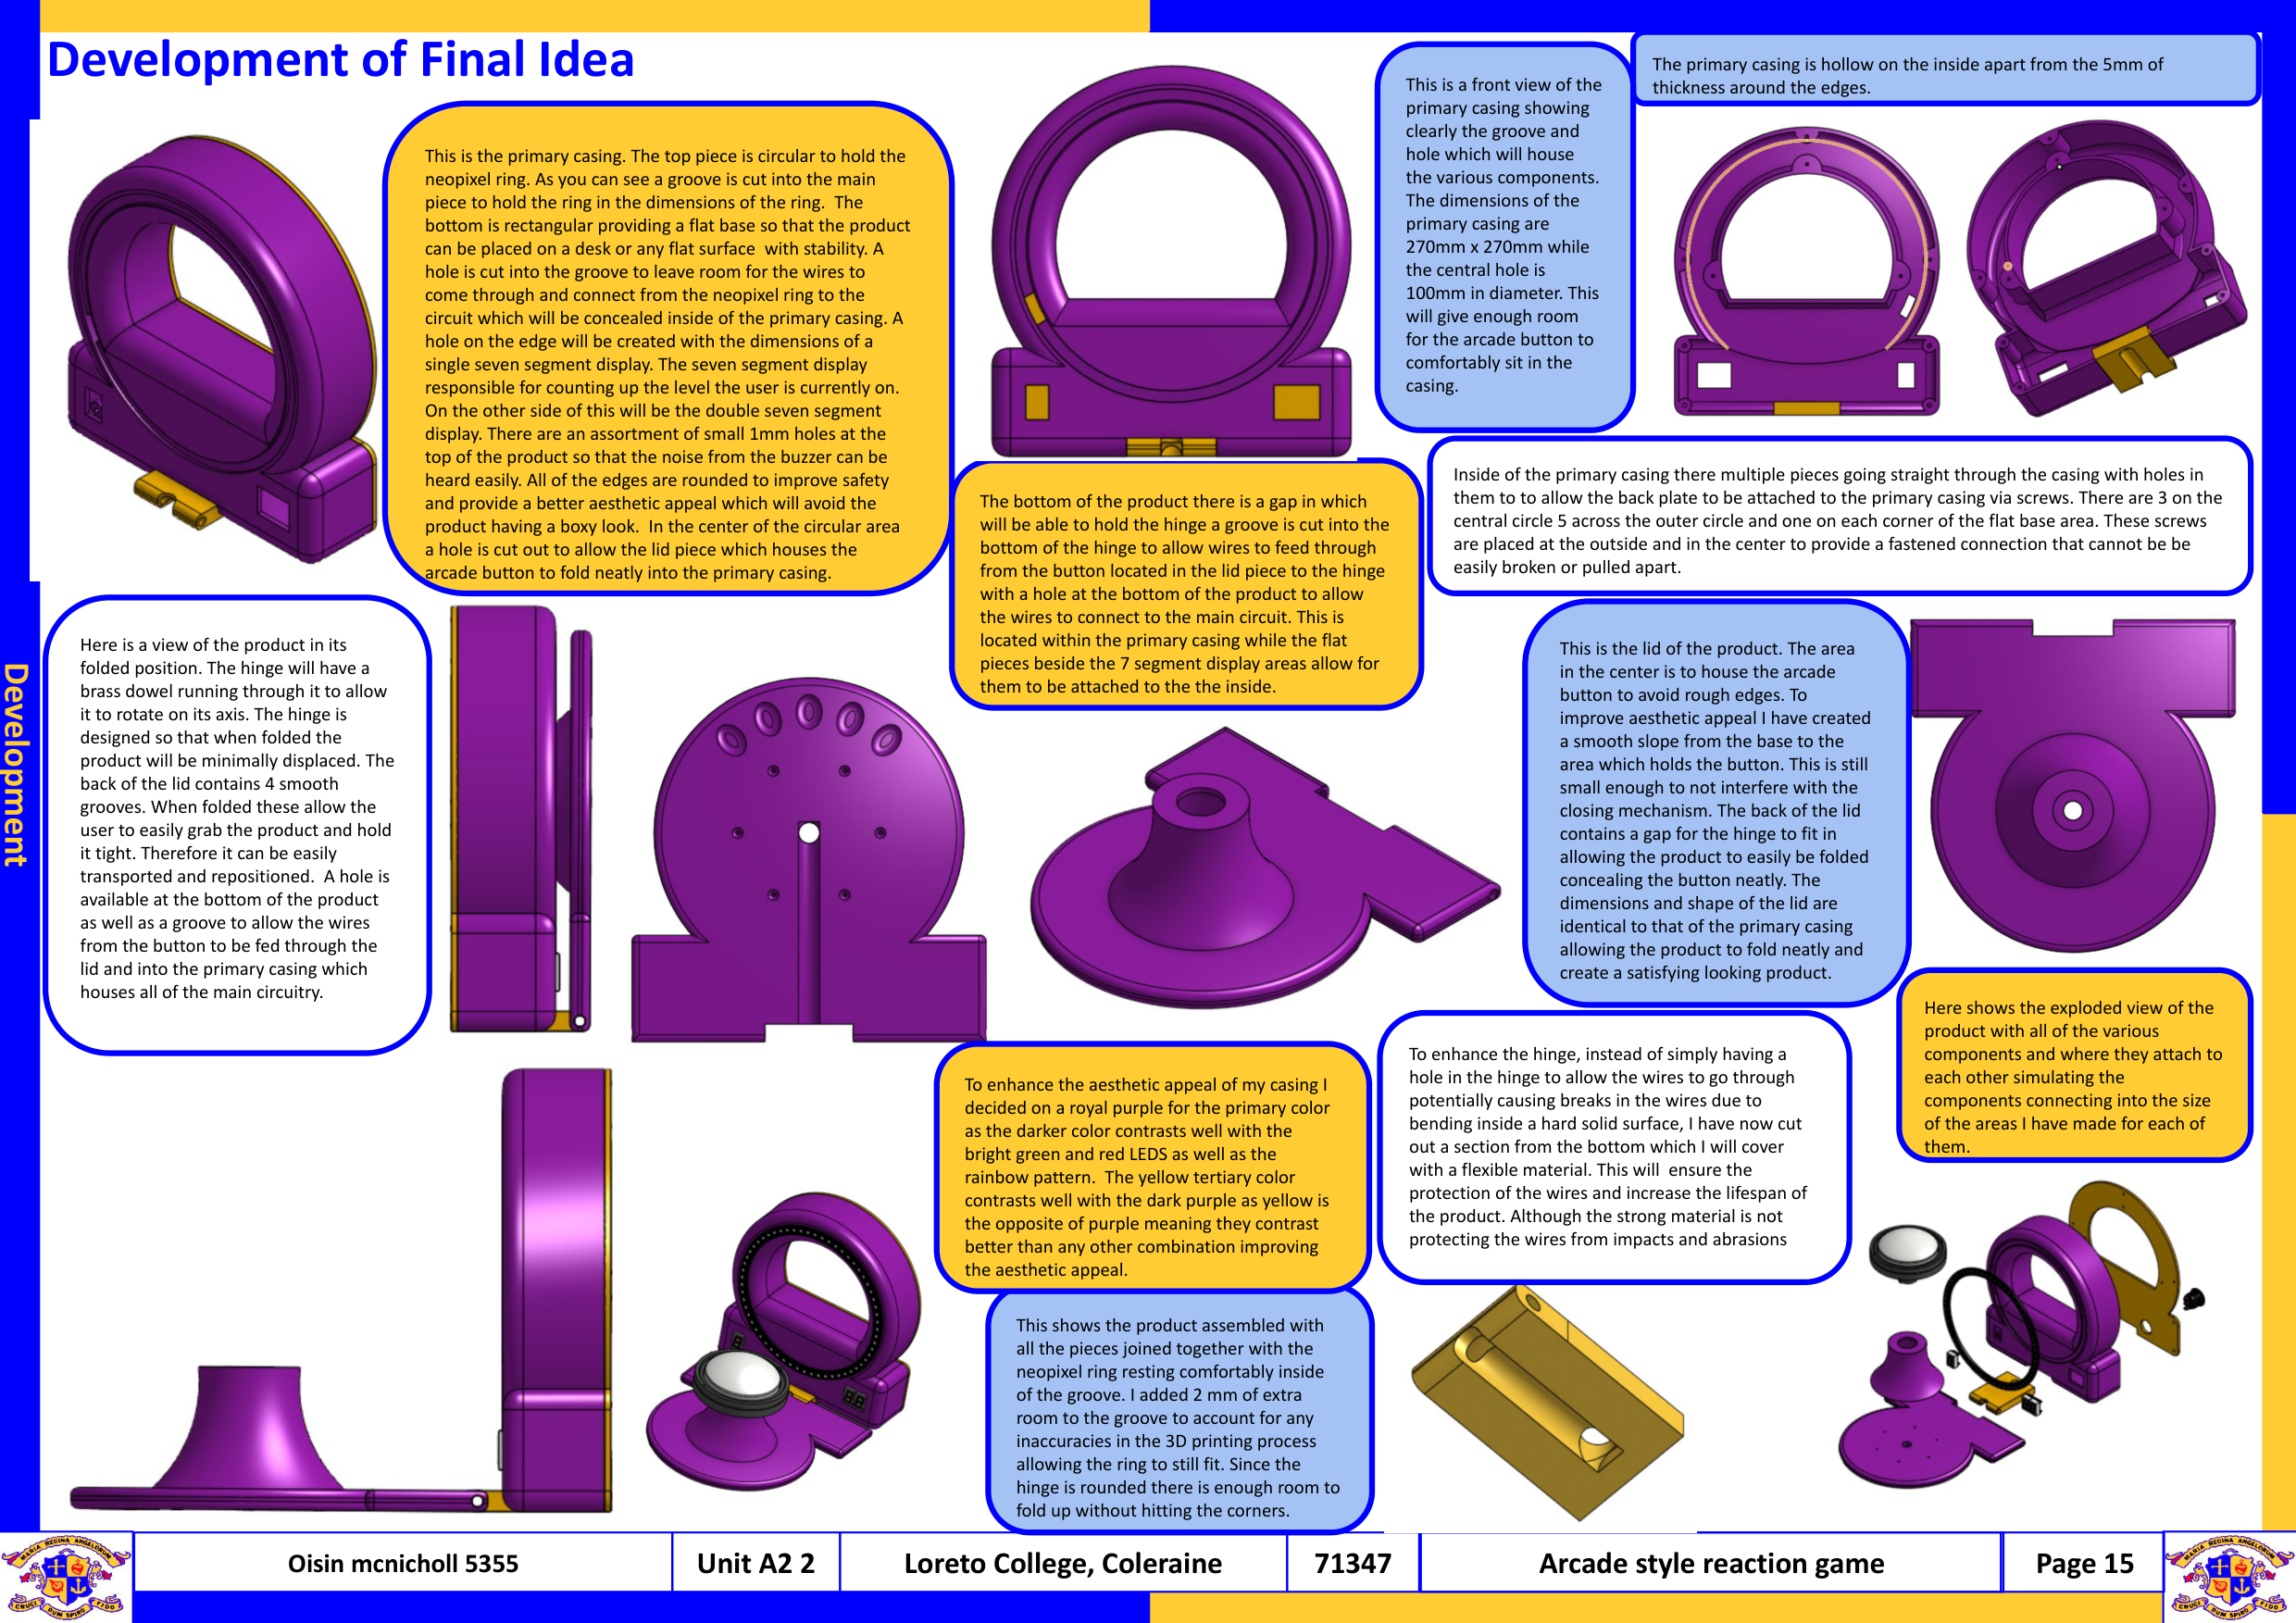 Development of Final Idea
This is the primary casing. The top piece is circular to hold the
neopixel ring. As you can see a groove is cut into the main
piece to hold the ring in the dimensions of the ring.  The
bottom is rectangular providing a flat base so that the product
can be placed on a desk or any flat surface  with stability. A
hole is cut into the groove to leave room for the wires to
come through and connect from the neopixel ring to the
circuit which will be concealed inside of the primary casing. A
hole on the edge will be created with the dimensions of a
single seven segment display. The seven segment display
responsible for counting up the level the user is currently on.
On the other side of this will be the double seven segment
display. There are an assortment of small 1mm holes at the
top of the product so that the noise from the buzzer can be
heard easily. All of the edges are rounded to improve safety
and provide a better aesthetic appeal which will avoid the
product having a boxy look.  In the center of the circular area
a hole is cut out to allow the lid piece which houses the
arcade button to fold neatly into the primary casing.
This is a front view of the
primary casing showing
clearly the groove and
hole which will house
the various components.
The dimensions of the
primary casing are
270mm x 270mm while
the central hole is
100mm in diameter. This
will give enough room
for the arcade button to
comfortably sit in the
casing.
The primary casing is hollow on the inside apart from the 5mm of
thickness around the edges.
Inside of the primary casing there multiple pieces going straight through the casing with holes in
them to to allow the back plate to be attached to the primary casing via screws. There are 3 on the
central circle 5 across the outer circle and one on each corner of the flat base area. These screws
are placed at the outside and in the center to provide a fastened connection that cannot be be
easily broken or pulled apart.
The bottom of the product there is a gap in which
will be able to hold the hinge a groove is cut into the
bottom of the hinge to allow wires to feed through
from the button located in the lid piece to the hinge
with a hole at the bottom of the product to allow
the wires to connect to the main circuit. This is
located within the primary casing while the flat
pieces beside the 7 segment display areas allow for
them to be attached to the the inside.
Here is a view of the product in its
folded position. The hinge will have a
brass dowel running through it to allow
it to rotate on its axis. The hinge is
designed so that when folded the
product will be minimally displaced. The
back of the lid contains 4 smooth
grooves. When folded these allow the
user to easily grab the product and hold
it tight. Therefore it can be easily
transported and repositioned.  A hole is
available at the bottom of the product
as well as a groove to allow the wires
from the button to be fed through the
lid and into the primary casing which
houses all of the main circuitry.
This is the lid of the product. The area
in the center is to house the arcade
button to avoid rough edges. To
improve aesthetic appeal I have created
a smooth slope from the base to the
area which holds the button. This is still
small enough to not interfere with the
closing mechanism. The back of the lid
contains a gap for the hinge to fit in
allowing the product to easily be folded
concealing the button neatly. The
dimensions and shape of the lid are
identical to that of the primary casing
allowing the product to fold neatly and
create a satisfying looking product.
Here shows the exploded view of the
product with all of the various
components and where they attach to
each other simulating the
components connecting into the size
of the areas I have made for each of
them.
To enhance the aesthetic appeal of my casing I
decided on a royal purple for the primary color
as the darker color contrasts well with the
bright green and red LEDS as well as the
rainbow pattern.  The yellow tertiary color
contrasts well with the dark purple as yellow is
the opposite of purple meaning they contrast
better than any other combination improving
the aesthetic appeal.
To enhance the hinge, instead of simply having a
hole in the hinge to allow the wires to go through
potentially causing breaks in the wires due to
bending inside a hard solid surface, I have now cut
out a section from the bottom which I will cover
with a flexible material. This will  ensure the
protection of the wires and increase the lifespan of
the product. Although the strong material is not
protecting the wires from impacts and abrasions
This shows the product assembled with
all the pieces joined together with the
neopixel ring resting comfortably inside
of the groove. I added 2 mm of extra
room to the groove to account for any
inaccuracies in the 3D printing process
allowing the ring to still fit. Since the
hinge is rounded there is enough room to
fold up without hitting the corners.
Development
MARIA REGINA ANGELORUM
CRUCI DUM SPIRO FIDO
Oisin mcnicholl 5355
Unit A2 2
Loreto College, Coleraine
71347
Arcade style reaction game
Page 15
MARIA REGINA ANGELORUM
CRUCI DUM SPIRO FIDO